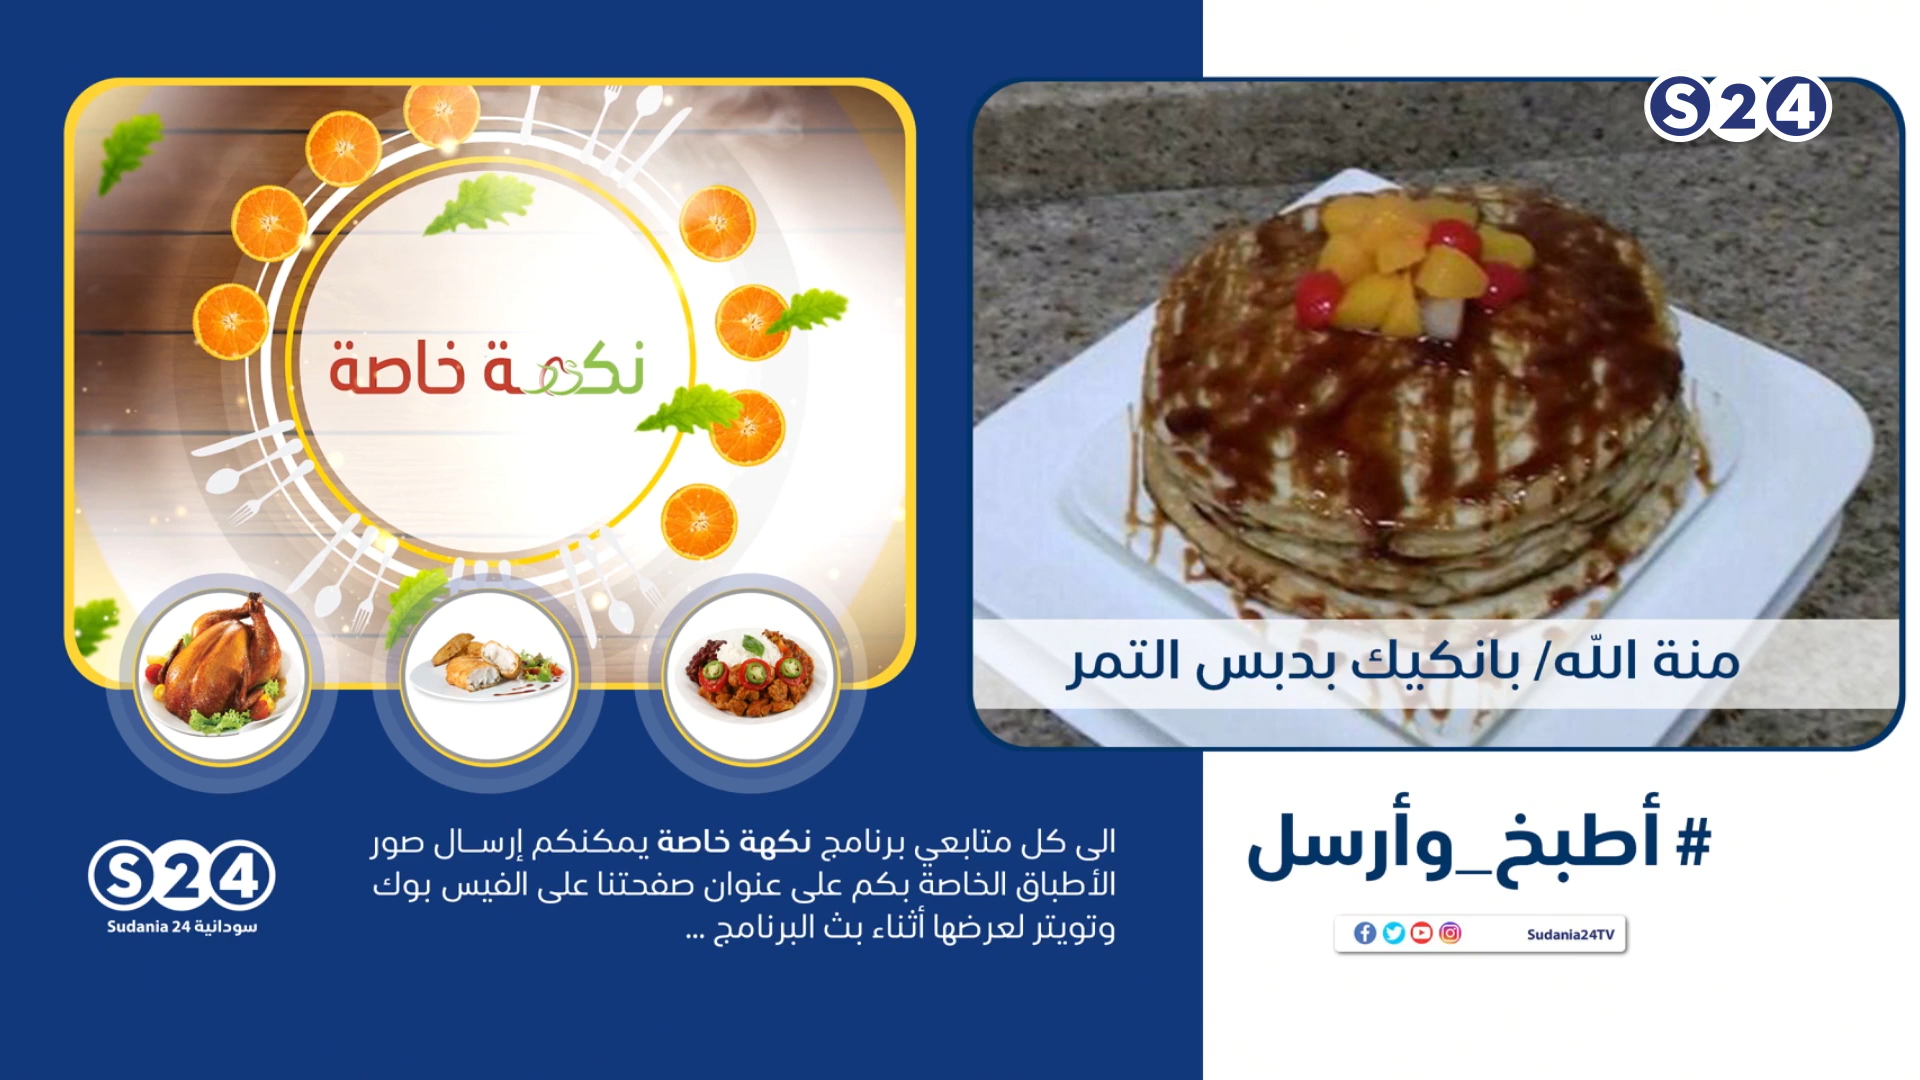 S24
نكهة خاصة
منة الله/ بانكيك بدبس التمر
# أطبخ_وأرسل
Sudania24TV
الى كل متابعي برنامج نكهة خاصة يمكنكم إرســال صور
الأطباق الخاصة بكم على عنوان صفحتنا على الفيس بوك
وتويتر لعرضها أثناء بث البرنامج ...
S24
Sudania 24 سودانية